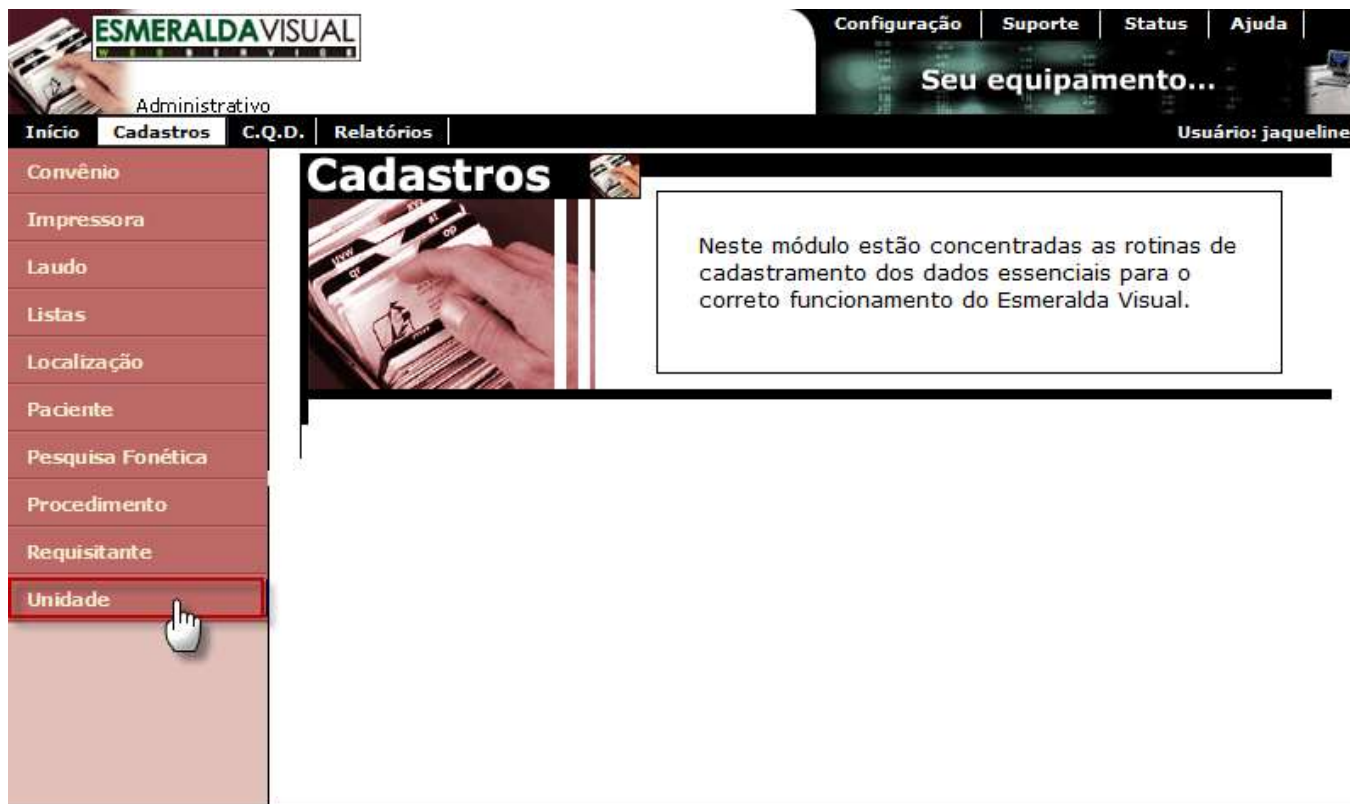 ESMERALDAVISUAL
WEB SERVICE
Administrativo
Configuração Suporte Status Ajuda
Seu equipamento...
Início Cadastros C.Q.D. Relatórios Usuário: jaqueline
Convênio
Impressora
Laudo
Listas
Localização
Paciente
Pesquisa Fonética
Procedimento
Requisitante
Unidade
Cadastros
Neste módulo estão concentradas as rotinas de
cadastramento dos dados essenciais para o
correto funcionamento do Esmeralda Visual.